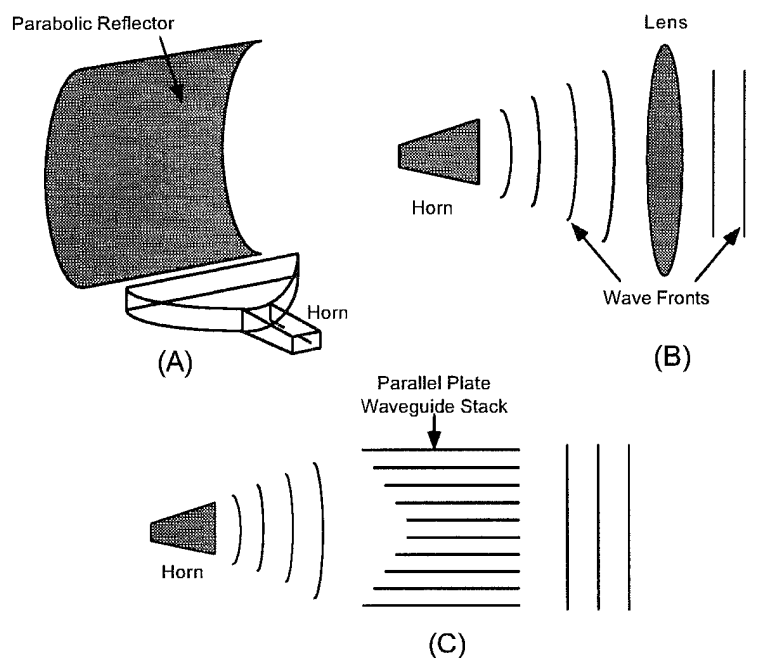 Parabolic Reflector
Horn
(A)
Lens
Horn
Wave Fronts
(B)
Parallel Plate
Waveguide Stack
Horn
(C)